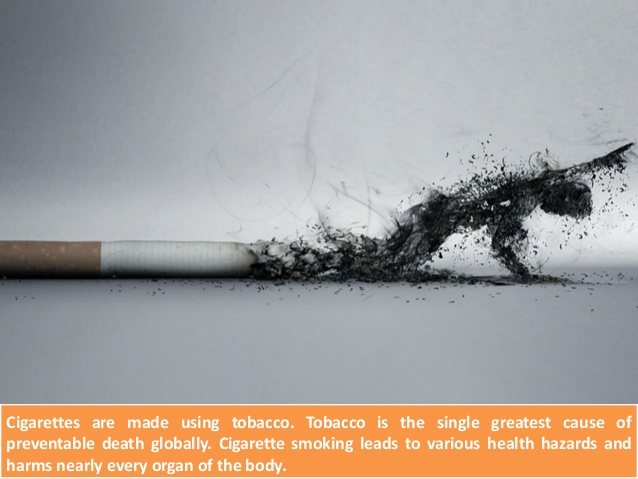 Cigarettes are made using tobacco. Tobacco is the single greatest cause of
preventable death globally. Cigarette smoking leads to various health hazards and
harms nearly every organ of the body.